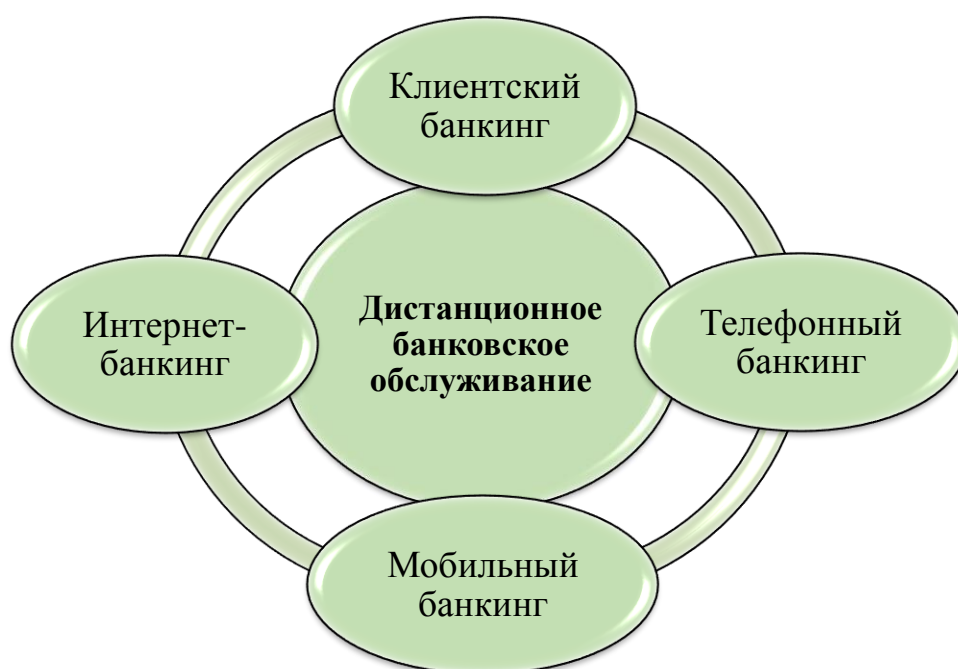 Клиентский
банкинг
Интернет-
банкинг
Дистанционное
банковское
обслуживание
Телефонный
банкинг
Мобильный
банкинг